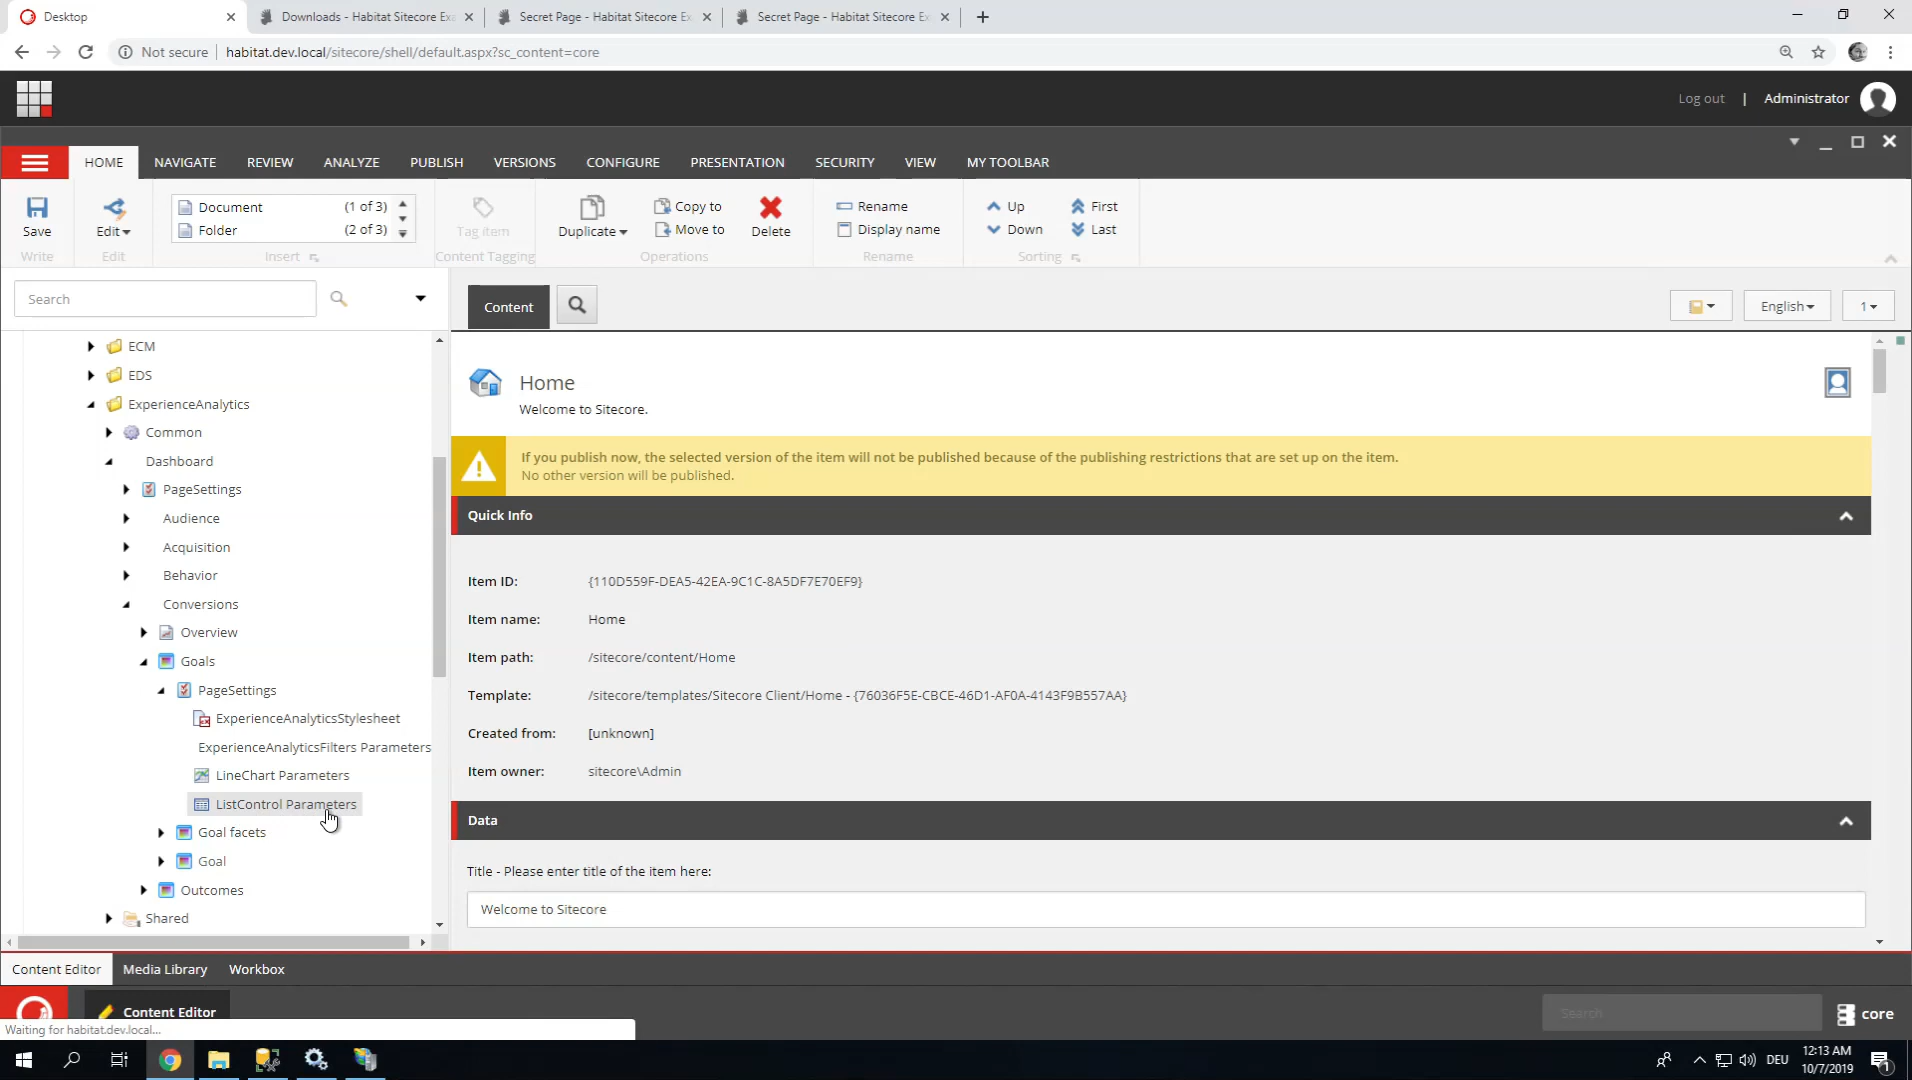 Desktop
Downloads - Habitat Sitecore Exa
Secret Page - Habitat Sitecore Ex
Secret Page - Habitat Sitecore Ex
Not secure | habitat.dev.local/sitecore/shell/default.aspx?sc_content=core
Log out | Administrator
HOME NAVIGATE REVIEW ANALYZE PUBLISH VERSIONS CONFIGURE PRESENTATION SECURITY VIEW MY TOOLBAR
Save
Write
Edit
Edit
Document (1 of 3)
Folder (2 of 3)
Insert
Tag item
Content Tagging
Duplicate
Copy to
Move to
Delete
Operations
Rename
Display name
Rename
Up First
Down Last
Sorting
Search
Content
English
1
ECM
EDS
ExperienceAnalytics
Common
Dashboard
PageSettings
Audience
Acquisition
Behavior
Conversions
Overview
Goals
PageSettings
ExperienceAnalyticsStylesheet
ExperienceAnalyticsFilters Parameters
LineChart Parameters
ListControl Parameters
Goal facets
Goal
Outcomes
Shared
Home
Welcome to Sitecore.
If you publish now, the selected version of the item will not be published because of the publishing restrictions that are set up on the item.
No other version will be published.
Quick Info
Item ID: {110D559F-DEA5-42EA-9C1C-8A5DF7E70EF9}
Item name: Home
Item path: /sitecore/content/Home
Template: /sitecore/templates/Sitecore Client/Home - {76036F5E-CBCE-46D1-AF0A-4143F9B557AA}
Created from: [unknown]
Item owner: sitecore\Admin
Data
Title - Please enter title of the item here:
Welcome to Sitecore
Content Editor Media Library Workbox
Content Editor
Search
core
Waiting for habitat.dev.local...
DEU
12:13 AM
10/7/2019
1